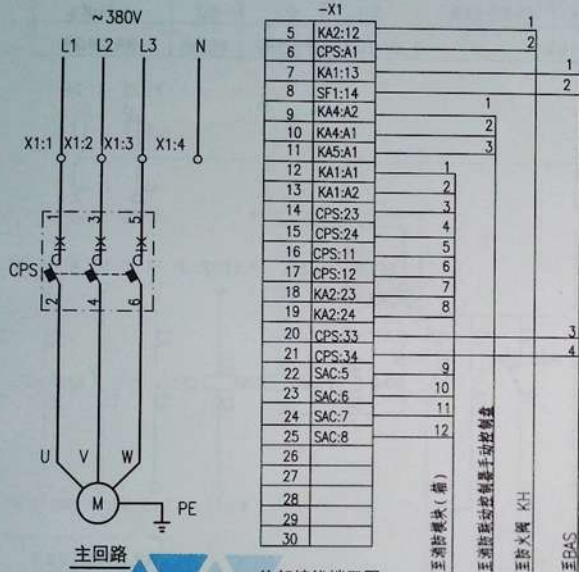 ~380V
L1 L2 L3 N
X1:1 X1:2 X1:3 X1:4
1 3 5
CPS
2 4 6
U V W
M
PE
主回路
-X1
5 KA2:12 1
6 CPS:A1 2
7 KA1:13 1
8 SF1:14 2
9 KA4:A2 1
10 KA4:A1 2
11 KA5:A1 3
12 KA1:A1 1
13 KA1:A2 2
14 CPS:23 3
15 CPS:24 4
16 CPS:11 5
17 CPS:12 6
18 KA2:23 7
19 KA2:24 8
20 CPS:33 3
21 CPS:34 4
22 SAC:5 9
23 SAC:6 10
24 SAC:7 11
25 SAC:8 12
26
27
28
29
30
至消防模块(箱)
至消防联动控制器手动控制盘
至防火阀 KH
至BAS